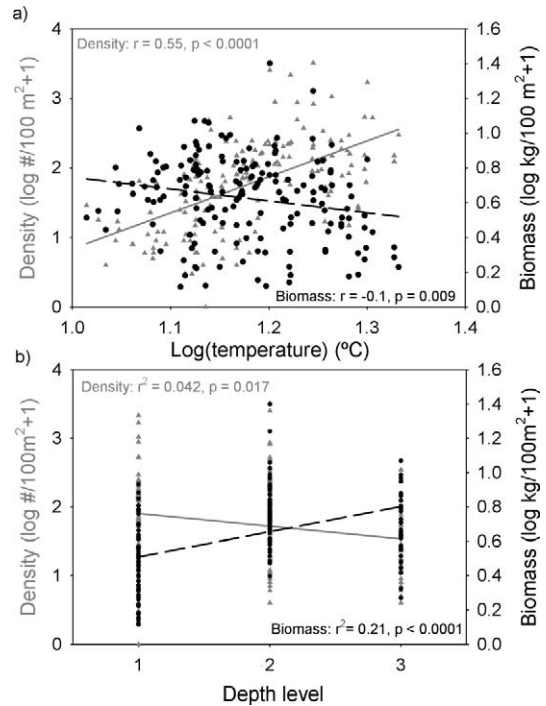 a)
Density: r = 0.55, p < 0.0001
Density (log #/100 m²+1)
4
3
2
1
0
Biomass (log kg/100 m²+1)
1.6
1.4
1.2
1.0
0.8
0.6
0.4
0.2
0.0
Biomass: r = -0.1, p = 0.009
1.0 1.1 1.2 1.3 1.4
Log(temperature) (ºC)
b)
Density: r² = 0.042, p = 0.017
Density (log #/100m²+1)
4
3
2
1
0
Biomass (log kg/100m²+1)
1.6
1.4
1.2
1.0
0.8
0.6
0.4
0.2
0.0
Biomass: r²= 0.21, p < 0.0001
1 2 3
Depth level